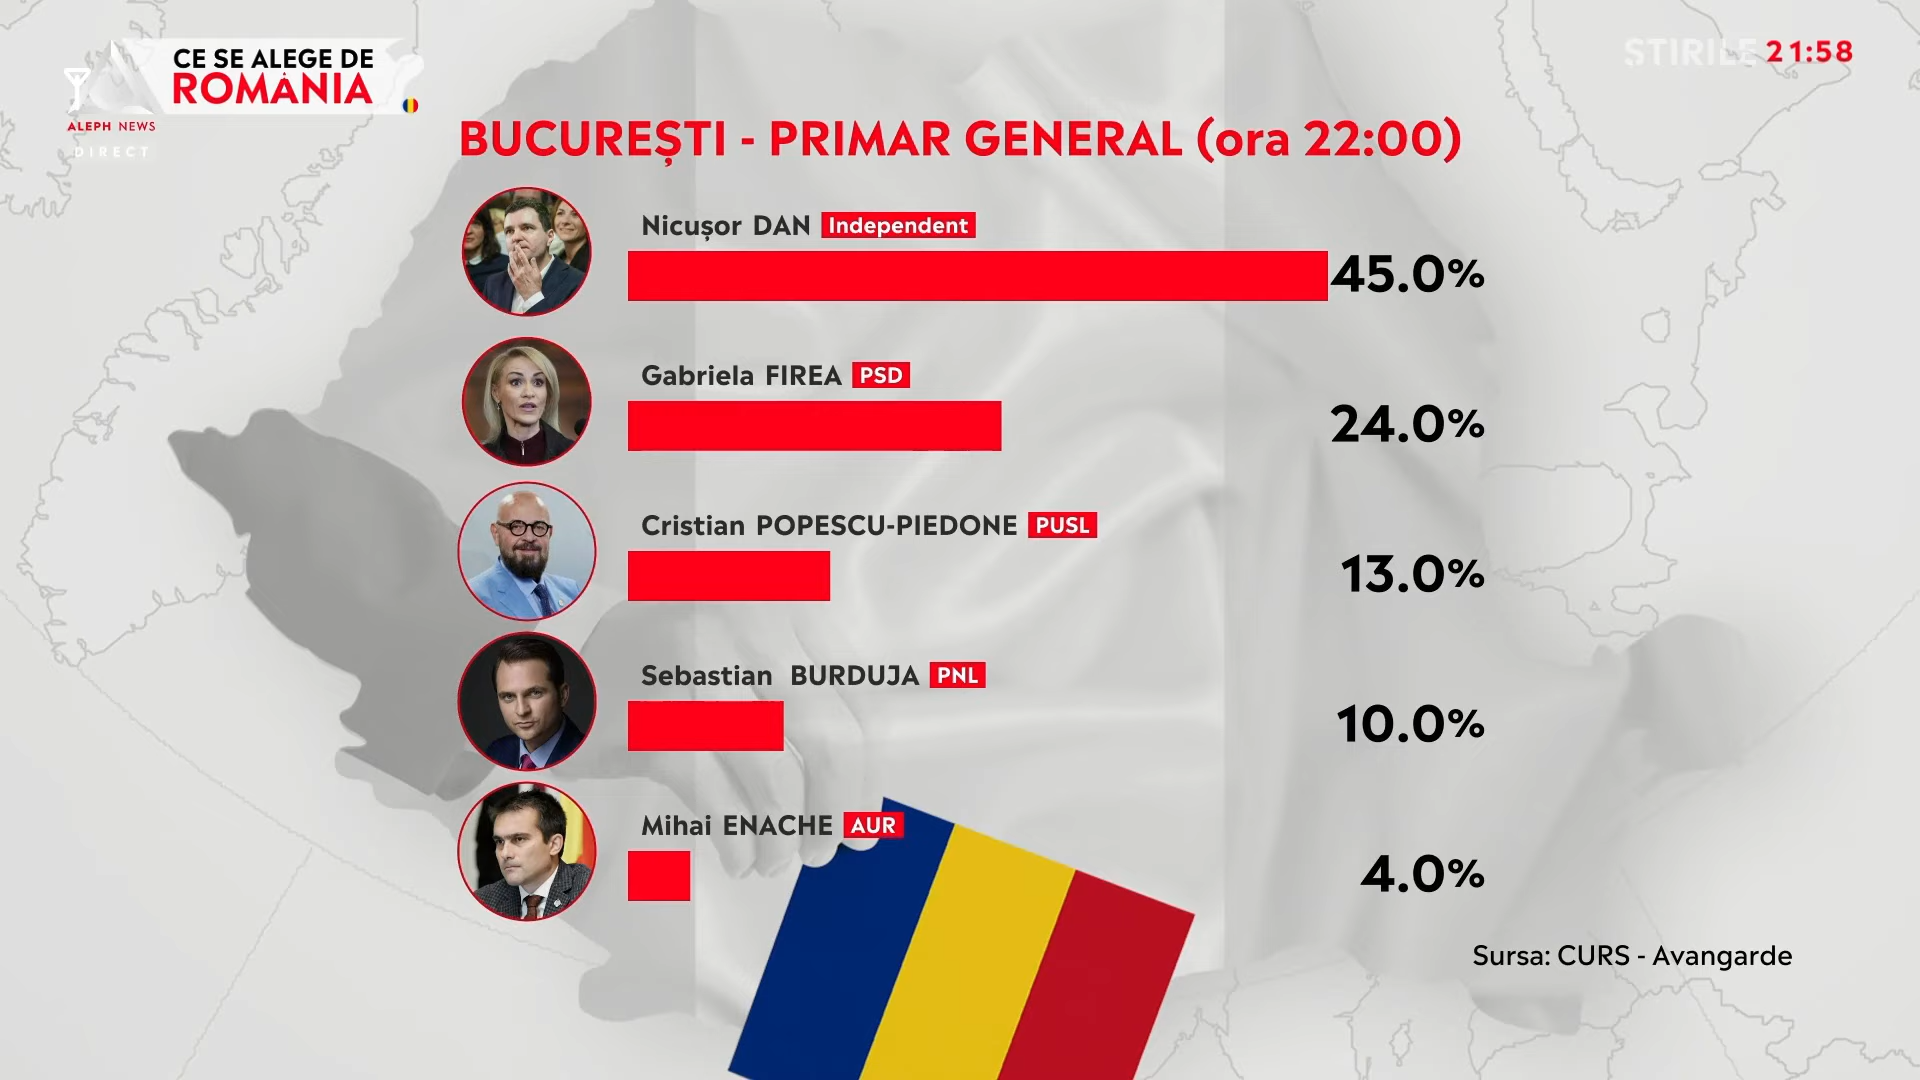 CE SE ALEGE DE
ROMÂNIA
ALEPH NEWS
DIRECT
ȘTIRILE 21:58
BUCUREȘTI - PRIMAR GENERAL (ora 22:00)
Nicușor DAN Independent
45.0%
Gabriela FIREA PSD
24.0%
Cristian POPESCU-PIEDONE PUSL
13.0%
Sebastian BURDUJA PNL
10.0%
Mihai ENACHE AUR
4.0%
Sursa: CURS - Avangarde